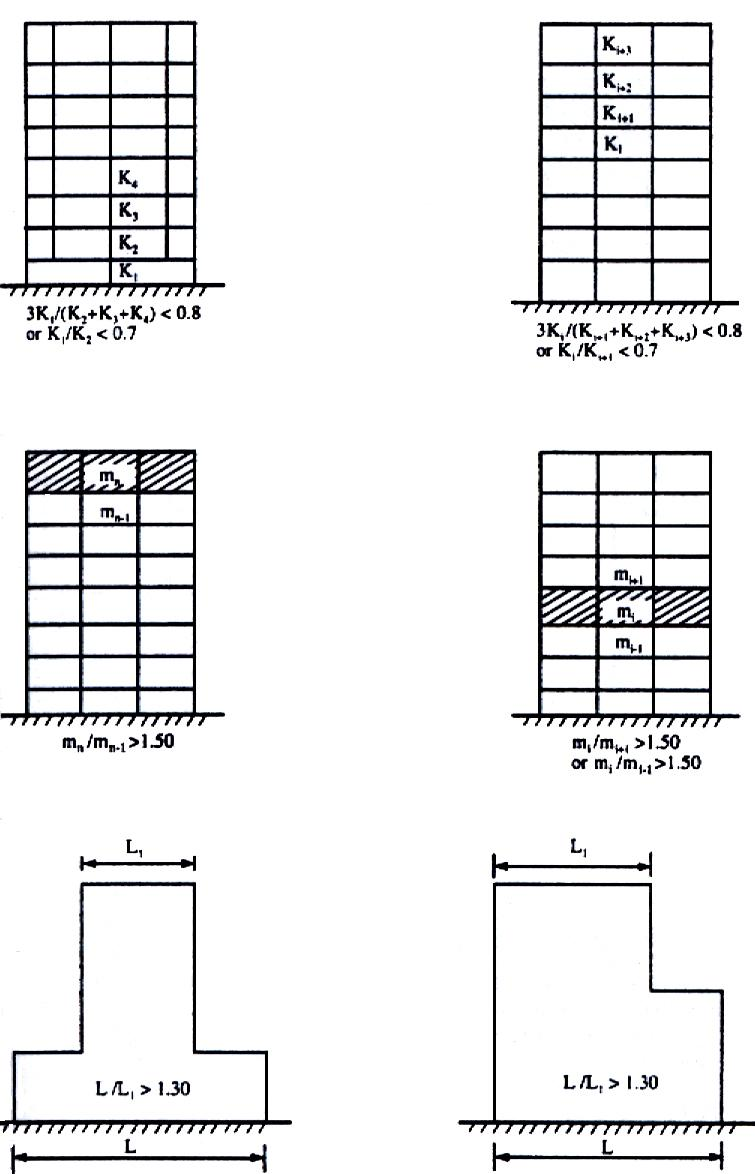 K₄
K₃
K₂
K₁
3K₁/(K₂+K₃+K₄) < 0.8
or K₁/K₂ < 0.7
Kᵢ₊₃
Kᵢ₊₂
Kᵢ₊₁
Kᵢ
3Kᵢ/(Kᵢ₊₁+Kᵢ₊₂+Kᵢ₊₃) < 0.8
or Kᵢ/Kᵢ₊₁ < 0.7
mₙ
mₙ₋₁
mₙ/mₙ₋₁>1.50
mᵢ₊₁
mᵢ
mᵢ₋₁
mᵢ/mᵢ₊₁ >1.50
or mᵢ/mᵢ₋₁>1.50
L₁
L/L₁ > 1.30
L
L₁
L/L₁ > 1.30
L